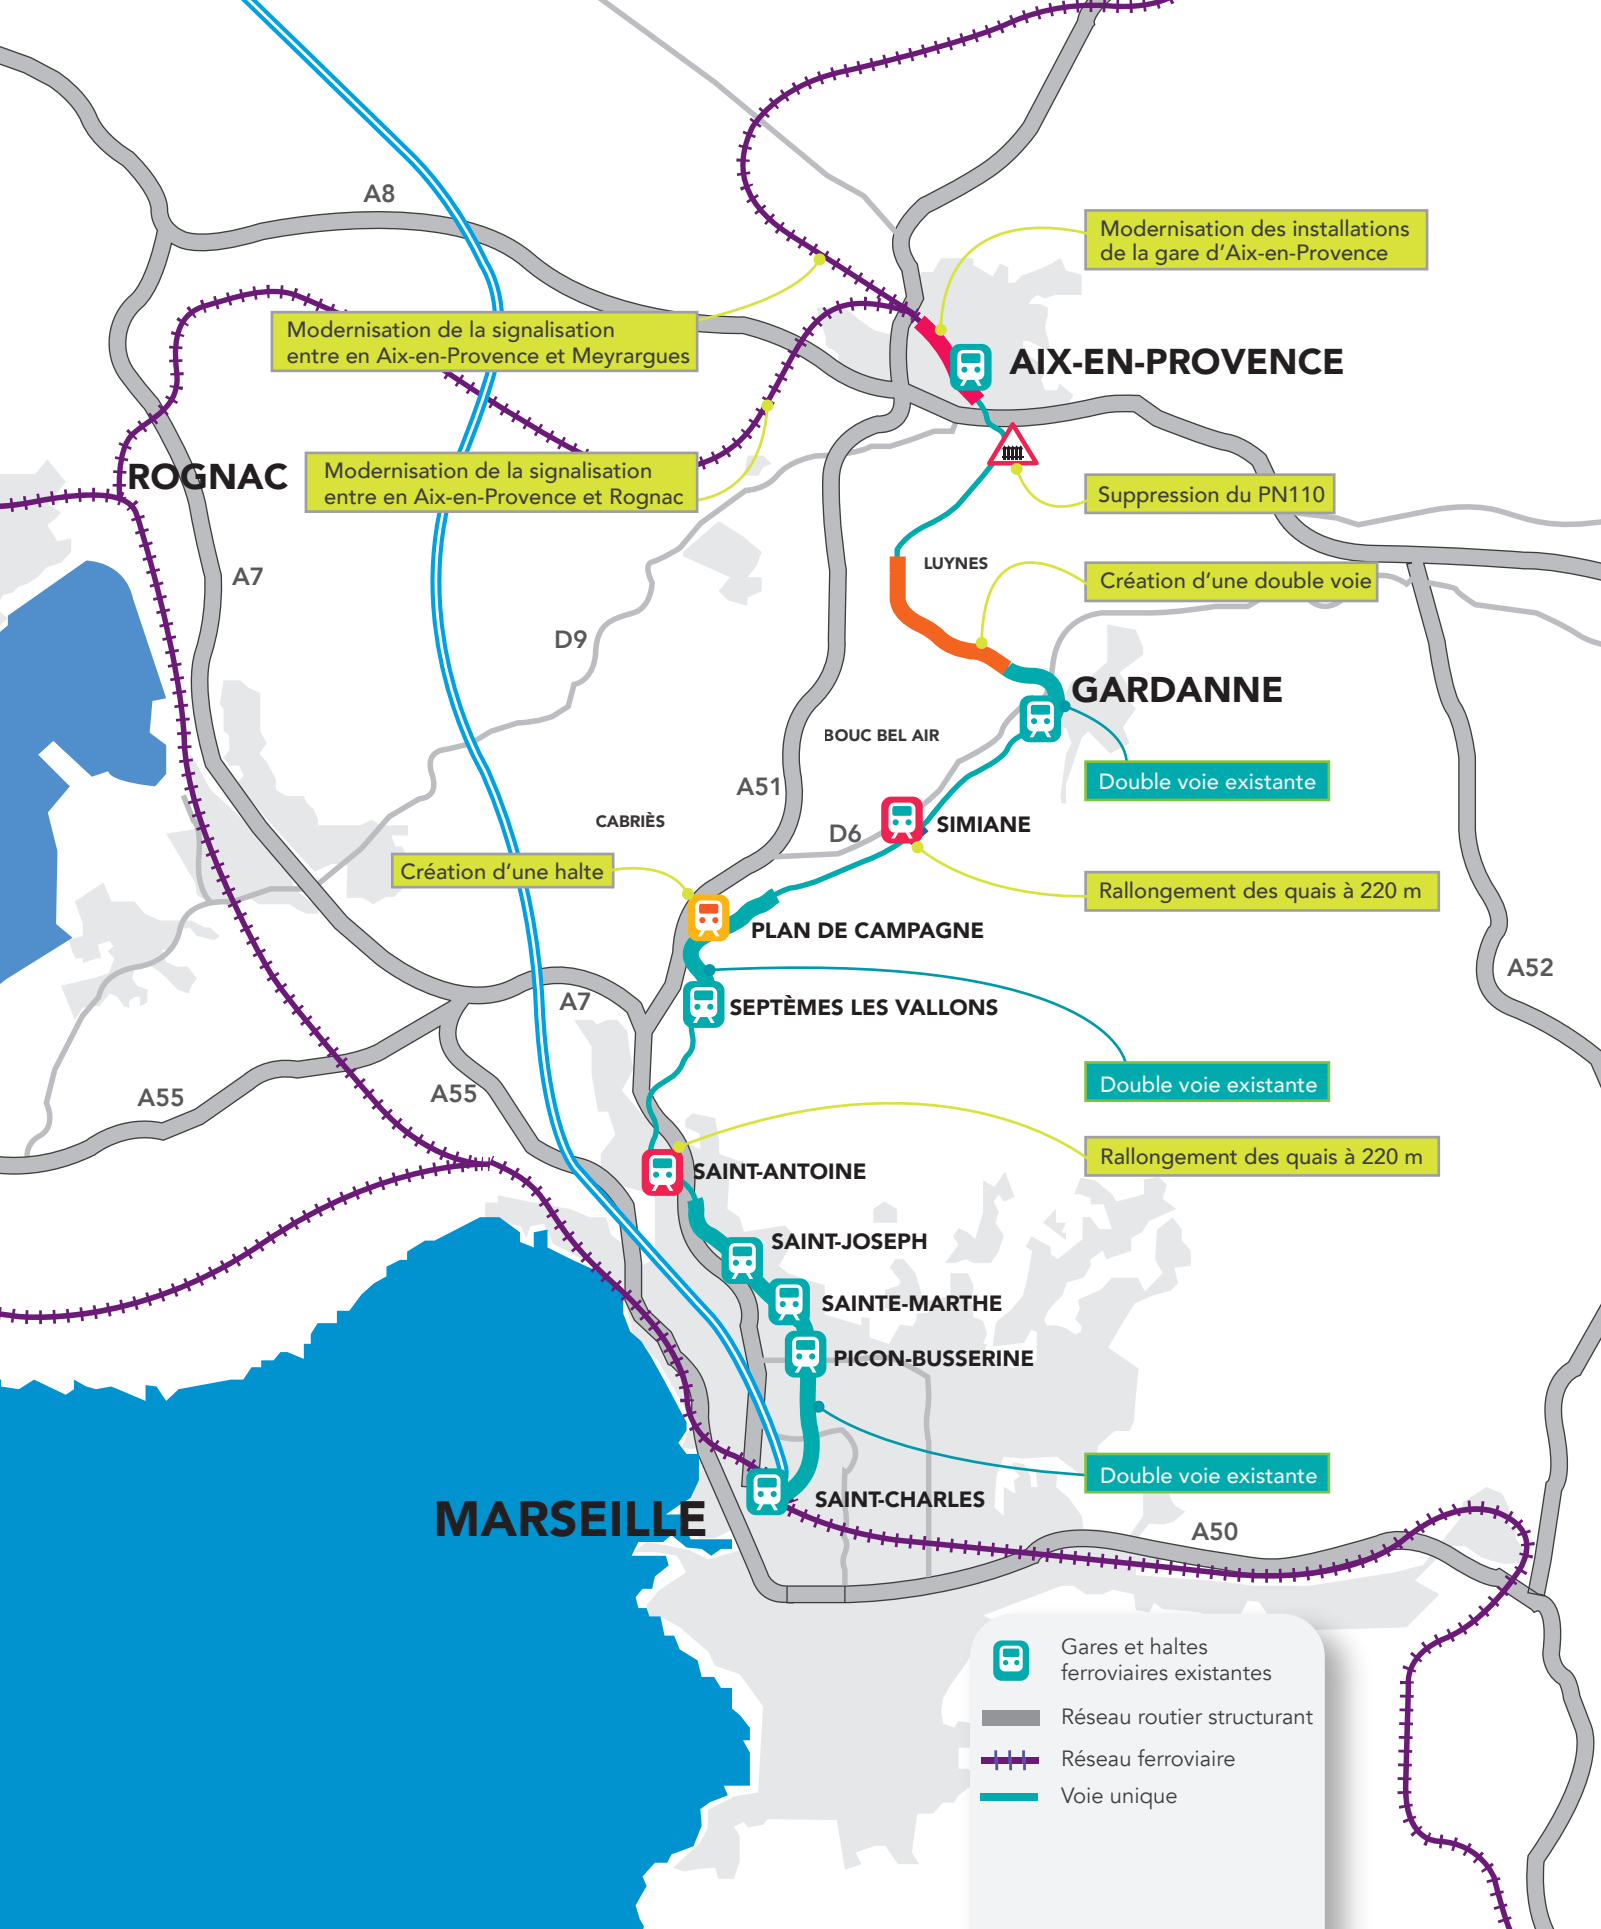 A8
Modernisation des installations
de la gare d'Aix-en-Provence
Modernisation de la signalisation
entre en Aix-en-Provence et Meyrargues
AIX-EN-PROVENCE
ROGNAC
Modernisation de la signalisation
entre en Aix-en-Provence et Rognac
Suppression du PN110
LUYNES
A7
Création d'une double voie
D9
GARDANNE
BOUC BEL AIR
Double voie existante
A51
CABRIÈS
D6
SIMIANE
Création d'une halte
Rallongement des quais à 220 m
PLAN DE CAMPAGNE
A52
A7
SEPTÈMES LES VALLONS
Double voie existante
A55
A55
Rallongement des quais à 220 m
SAINT-ANTOINE
SAINT-JOSEPH
SAINTE-MARTHE
PICON-BUSSERINE
Double voie existante
SAINT-CHARLES
MARSEILLE
A50
Gares et haltes
ferroviaires existantes
Réseau routier structurant
Réseau ferroviaire
Voie unique